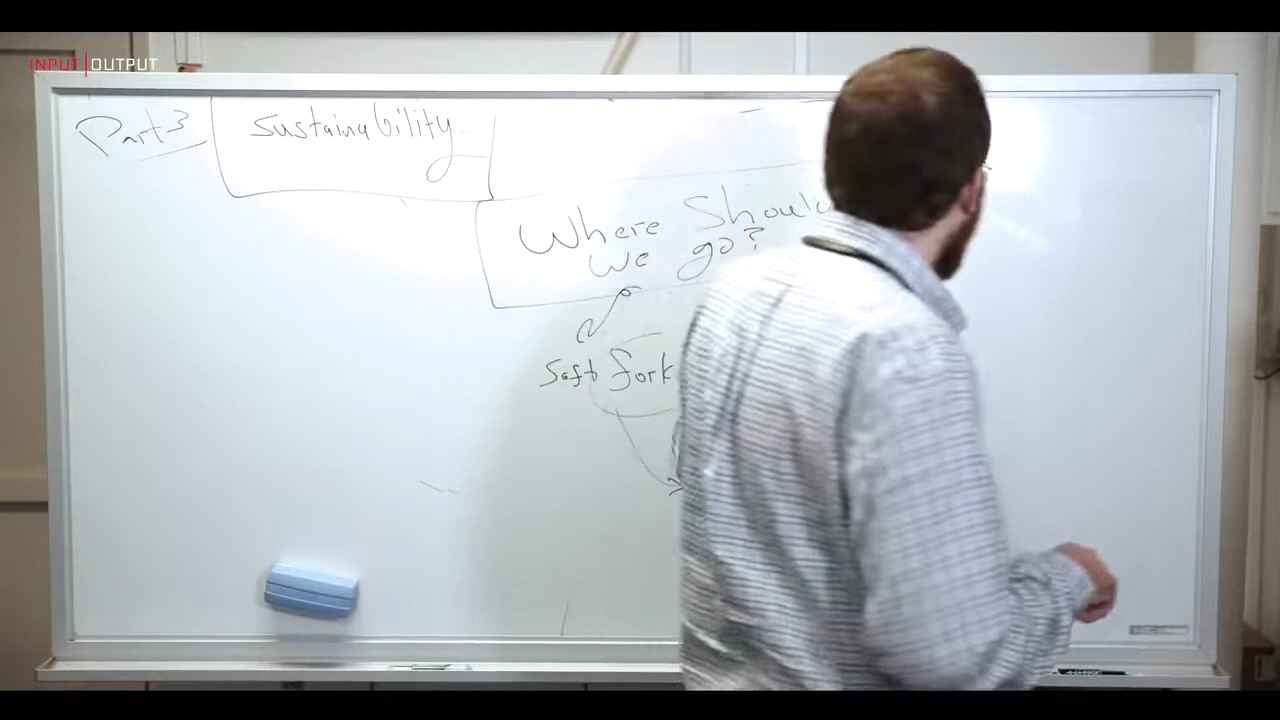 INPUT|OUTPUT
Part 3
Sustainability
Where Should
we go?
Soft fork